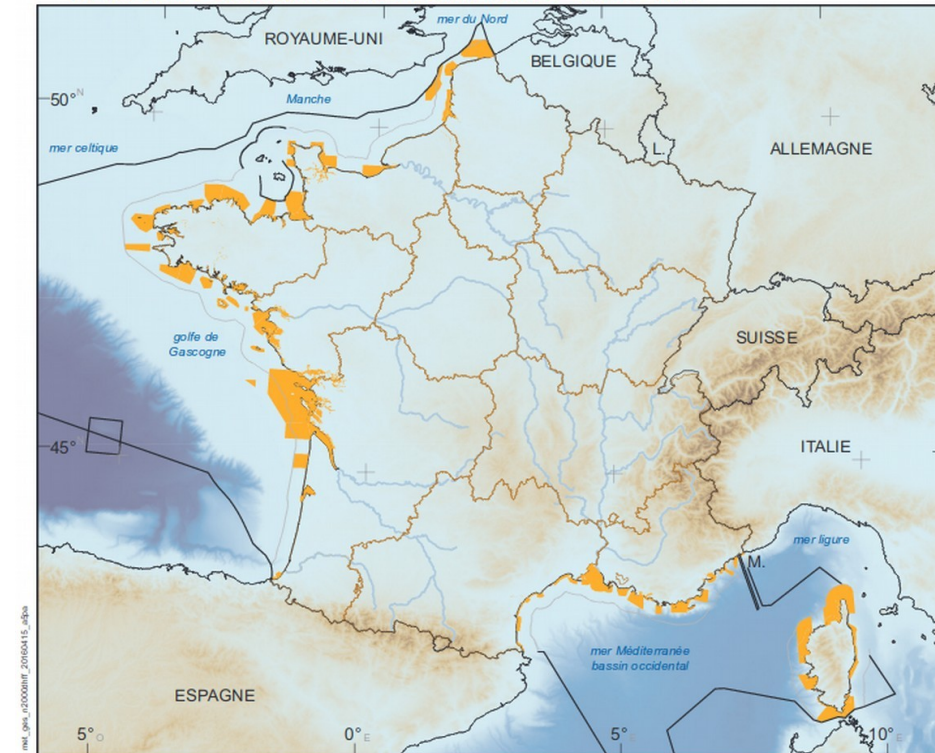 mer du Nord
ROYAUME-UNI
BELGIQUE
50° N
Manche
mer celtique
L.
ALLEMAGNE
golfe de
Gascogne
SUISSE
45° N
ITALIE
mer ligure
M.
mer Méditerranée
bassin occidental
ESPAGNE
5° O
0° E
5° E
10° E